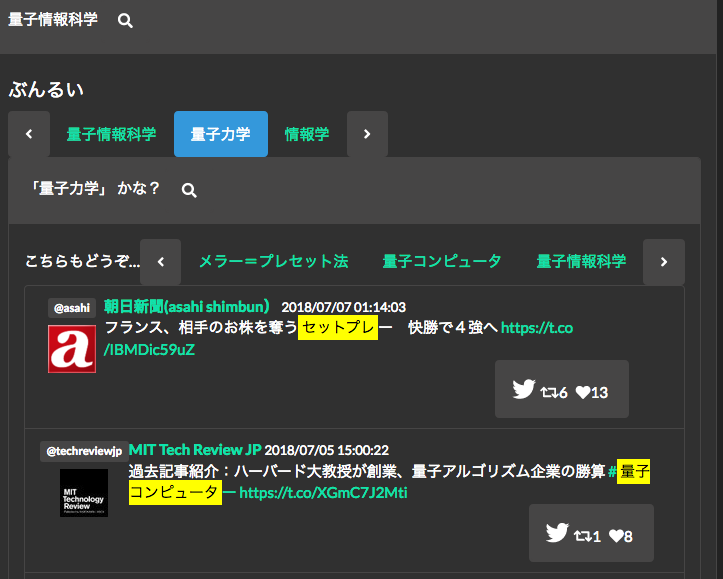 量子情報科学
ぶんるい
量子情報科学 量子力学 情報学
「量子力学」 かな？
こちらもどうぞ... メラー＝プレセット法 量子コンピュータ 量子情報科学
@asahi 朝日新聞(asahi shimbun） 2018/07/07 01:14:03
フランス、相手のお株を奪うセットプレー 快勝で４強へ https://t.co
/IBMDic59uZ
a
6 13
@techreviewjp MIT Tech Review JP 2018/07/05 15:00:22
過去記事紹介：ハーバード大教授が創業、量子アルゴリズム企業の勝算 #量子
コンピューター https://t.co/XGmC7J2Mti
MIT
Technology
Review
1 8